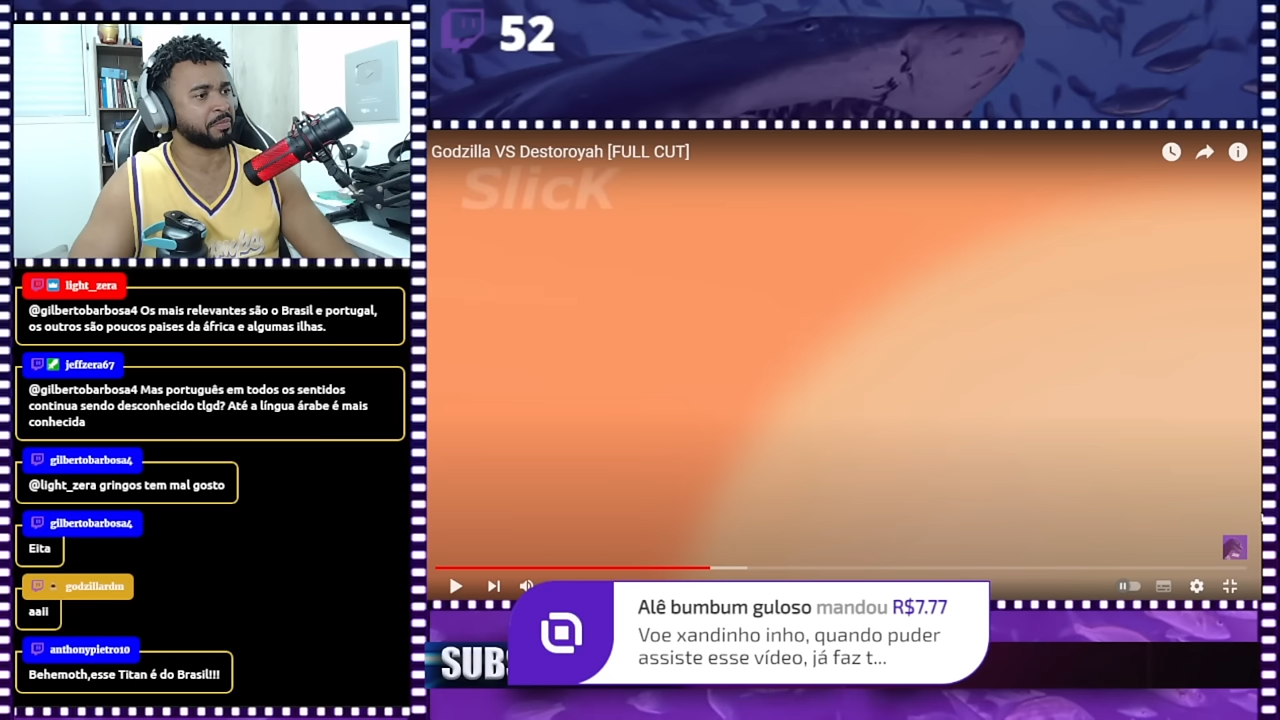 52
Godzilla VS Destoroyah [FULL CUT]
SlicK
light_zera
@gilbertobarbosa4 Os mais relevantes são o Brasil e portugal,
os outros são poucos paises da áfrica e algumas ilhas.
jeffzera67
@gilbertobarbosa4 Mas português em todos os sentidos
continua sendo desconhecido tlgd? Até a língua árabe é mais
conhecida
gilbertobarbosa4
@light_zera gringos tem mal gosto
gilbertobarbosa4
Eita
godzillardm
aaii
anthonypietro10
Behemoth,esse Titan é do Brasil!!!
Alê bumbum guloso mandou R$7.77
Voe xandinho inho, quando puder
assiste esse vídeo, já faz t...
SUBS